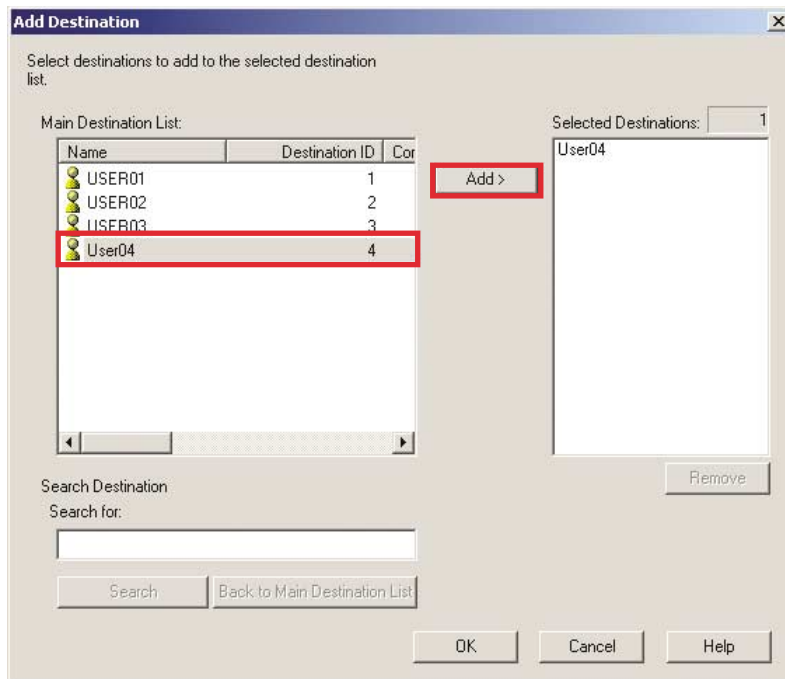 Add Destination
Select destinations to add to the selected destination
list.
Main Destination List:
Selected Destinations: 1
Name Destination ID Cor
USER01 1
USER02 2
USER03 3
User04 4
Add >
User04
Remove
Search Destination
Search for:
Search Back to Main Destination List
OK Cancel Help